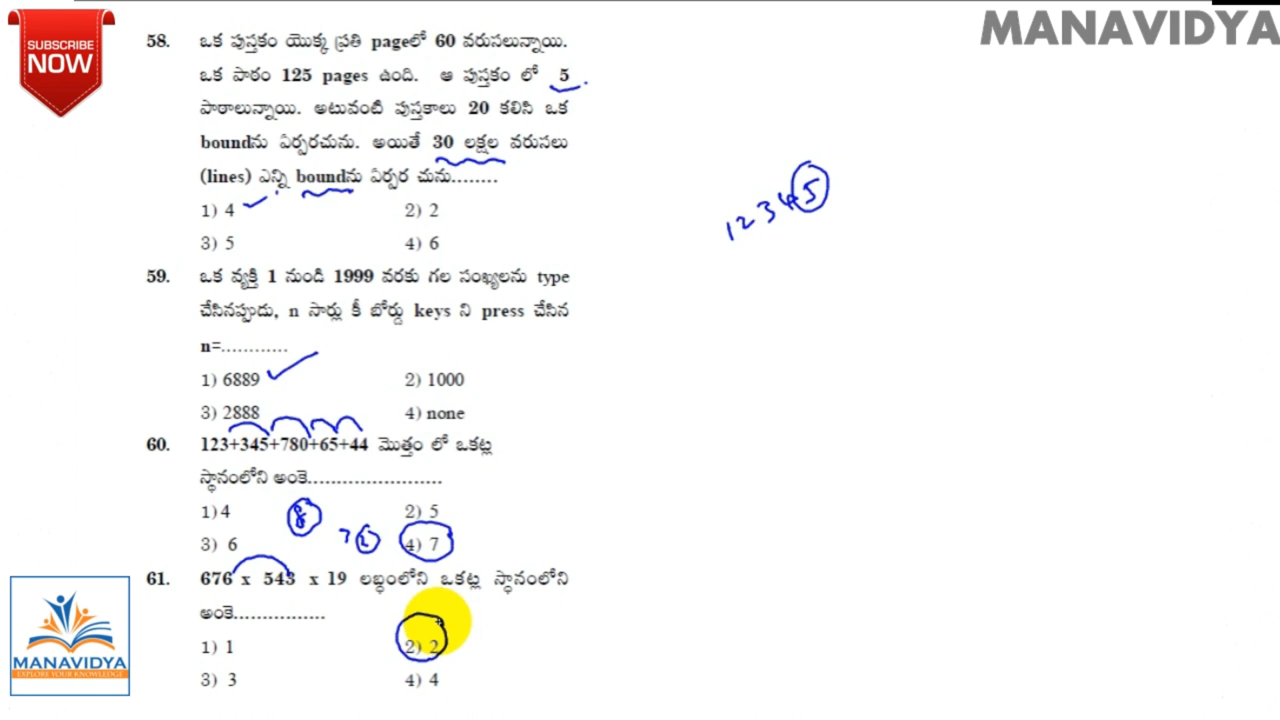 SUBSCRIBE
NOW
MANAVIDYA
58. ఒక పుస్తకం యొక్క ప్రతి pageలో 60 వరుసలున్నాయి.
ఒక పాఠం 125 pages ఉంది. ఆ పుస్తకం లో 5
పాఠాలున్నాయి. అటువంటి పుస్తకాలు 20 కలిసి ఒక
boundను ఏర్పరచును. అయితే 30 లక్షల వరుసలు
(lines) ఎన్ని boundను ఏర్పర చును........
1) 4 2) 2
3) 5 4) 6
1 2 3 4 5
59. ఒక వ్యక్తి 1 నుండి 1999 వరకు గల సంఖ్యలను type
చేసినప్పుడు, n సార్లు కీ బోర్డు keys ని press చేసిన
n=............
1) 6889 2) 1000
3) 2888 4) none
60. 123+345+780+65+44 మొత్తం లో ఒకట్ల
స్థానంలోని అంకె........................
1) 4 2) 5
8
3) 6 4) 7
61. 676 x 543 x 19 లబ్ధంలోని ఒకట్ల స్థానంలోని
అంకె................
1) 1 2) 2
3) 3 4) 4
MANAVIDYA
EXPLORE YOUR KNOWLEDGE